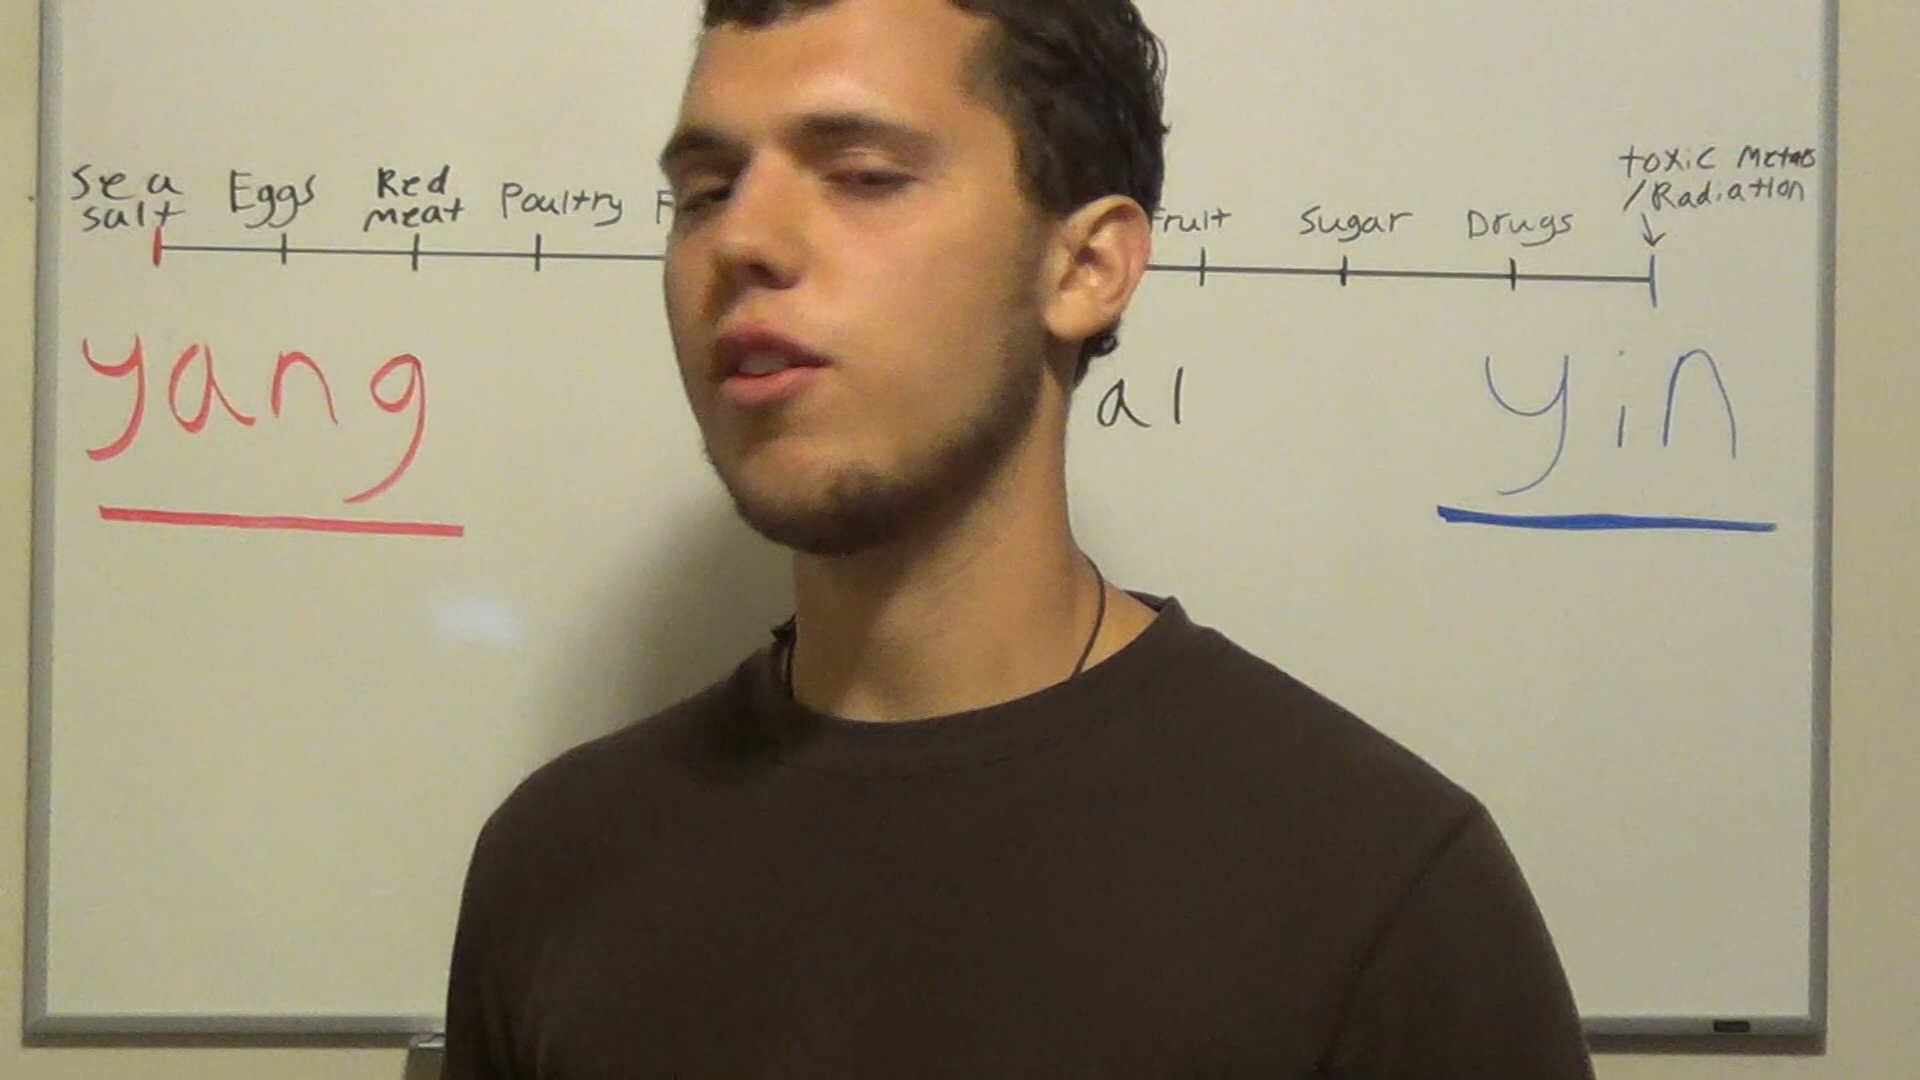 Sea
salt
Eggs
Red
meat
Poultry
Fruit
Sugar
Drugs
toxic Metals
/Radiation
yang
al
yin